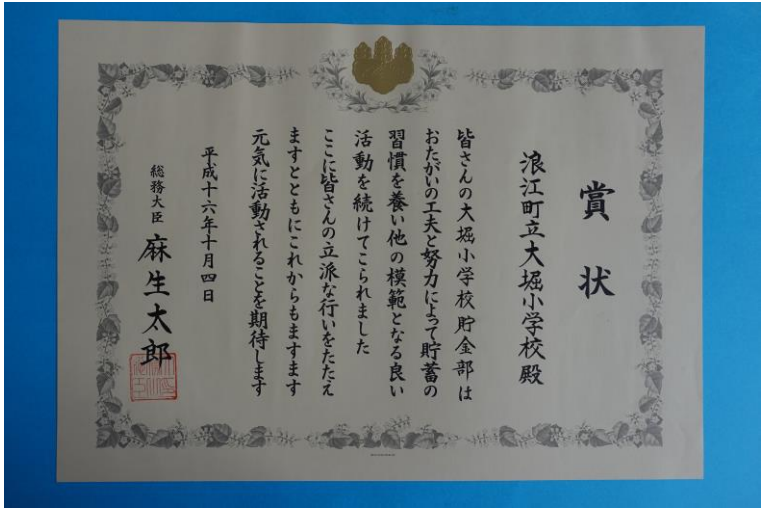 賞状
浪江町立大堀小学校殿
皆さんの大堀小学校貯金部は
おたがいの工夫と努力によって貯蓄の
習慣を養い他の模範となる良い
活動を続けてこられました
ここに皆さんの立派な行いをたたえ
ますとともにこれからもますます
元気に活動されることを期待します
平成十六年十月四日
総務大臣 麻生太郎